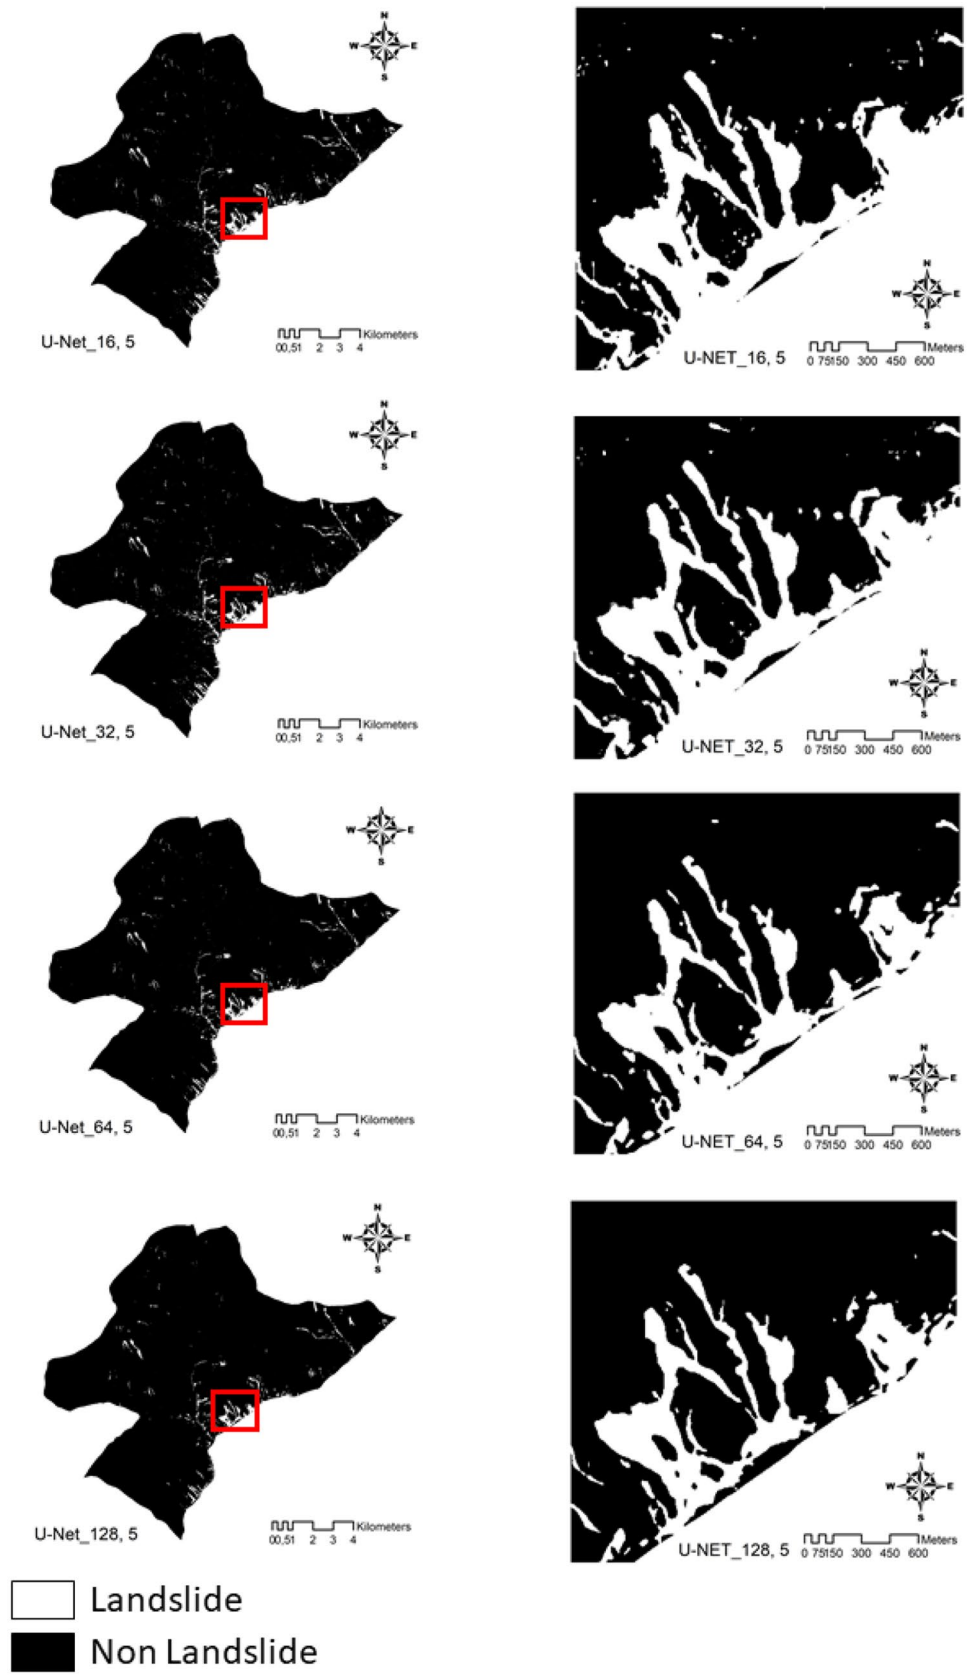 N
W E
S
U-Net_16, 5
Kilometers
00,51 2 3 4
N
W E
S
U-NET_16, 5
Meters
0 75150 300 450 600
N
W E
S
U-Net_32, 5
Kilometers
00,51 2 3 4
N
W E
S
U-NET_32, 5
Meters
0 75150 300 450 600
N
W E
S
U-Net_64, 5
Kilometers
00,51 2 3 4
N
W E
S
U-NET_64, 5
Meters
0 75150 300 450 600
N
W E
S
U-Net_128, 5
Kilometers
00,51 2 3 4
N
W E
S
U-NET_128, 5
Meters
0 75150 300 450 600
Landslide
Non Landslide